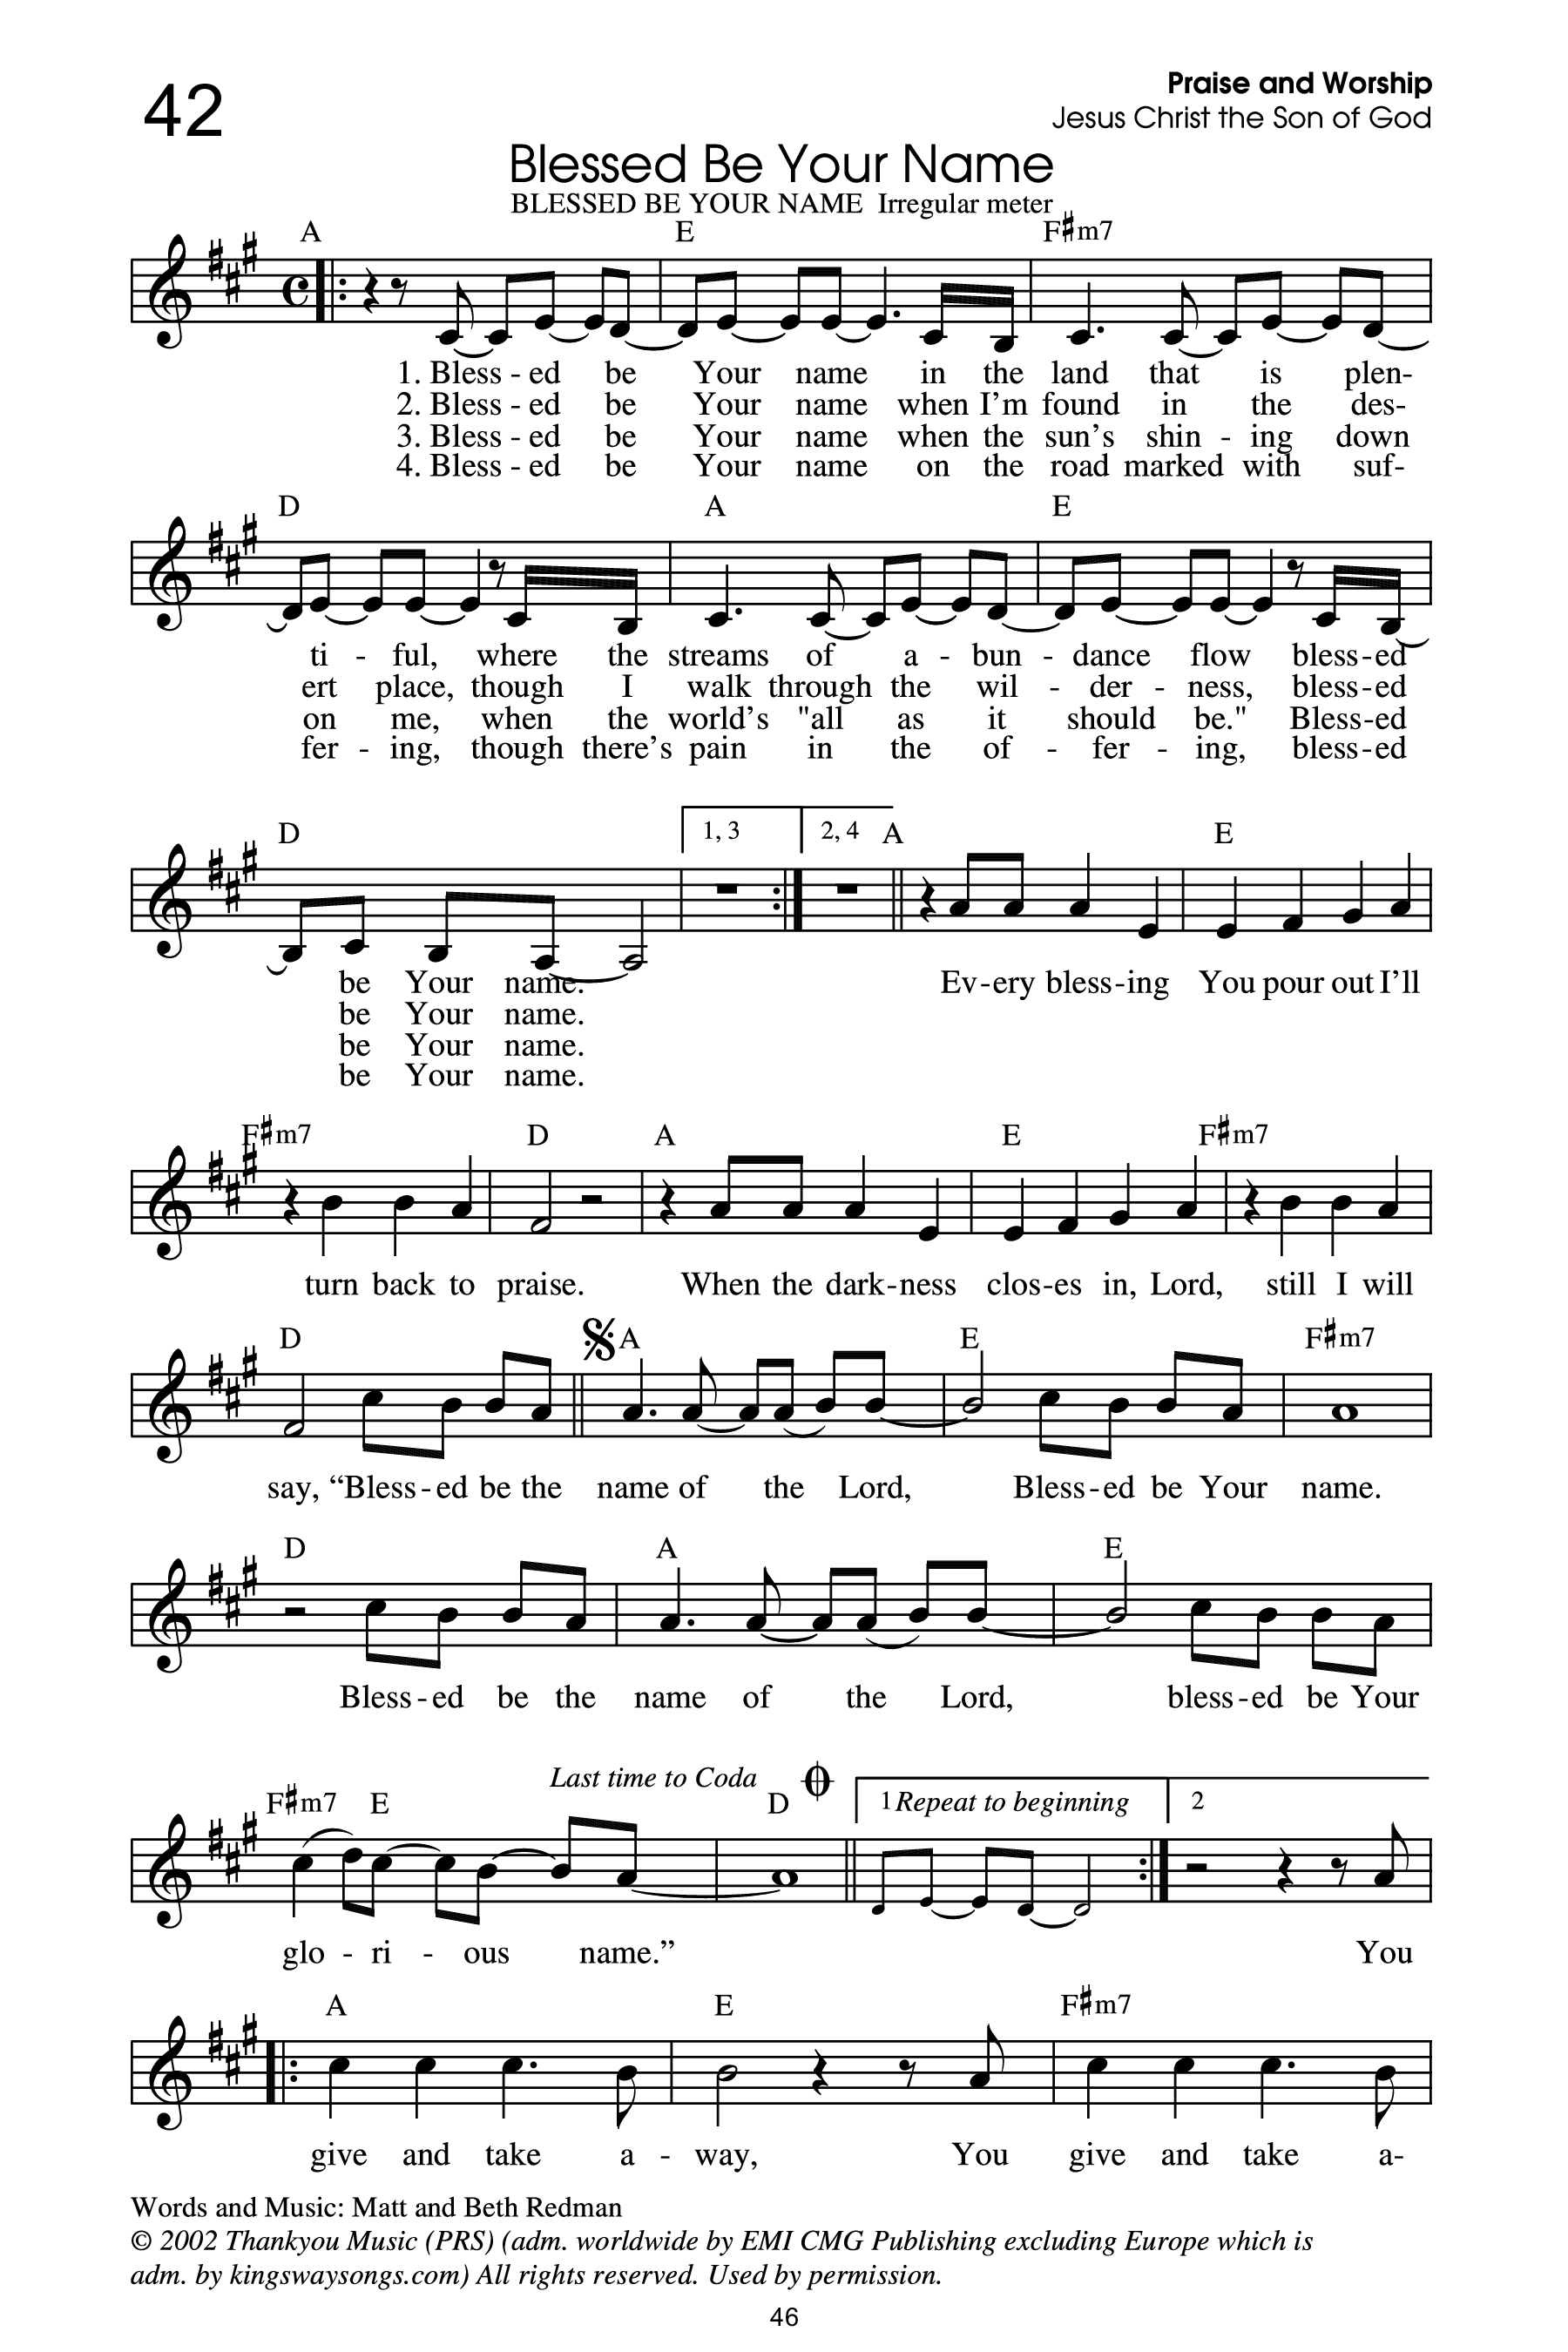 42
Praise and Worship
Jesus Christ the Son of God
Blessed Be Your Name
BLESSED BE YOUR NAME Irregular meter
A E F♯m7
1. Bless - ed be Your name in the land that is plen-
2. Bless - ed be Your name when I'm found in the des-
3. Bless - ed be Your name when the sun's shin - ing down
4. Bless - ed be Your name on the road marked with suf-
D A E
ti - ful, where the streams of a - bun - dance flow bless - ed
ert place, though I walk through the wil - der - ness, bless - ed
on me, when the world's "all as it should be." Bless - ed
fer - ing, though there's pain in the of - fer - ing, bless - ed
D 1, 3 2, 4 A E
be Your name. Ev - ery bless - ing You pour out I'll
be Your name.
be Your name.
be Your name.
F♯m7 D A E F♯m7
turn back to praise. When the dark - ness clos - es in, Lord, still I will
D A E F♯m7
say, “Bless - ed be the name of the Lord, Bless - ed be Your name.
D A E
Bless - ed be the name of the Lord, bless - ed be Your
Last time to Coda
F♯m7 E D 1 Repeat to beginning 2
glo - ri - ous name.” You
A E F♯m7
give and take a - way, You give and take a-
Words and Music: Matt and Beth Redman
© 2002 Thankyou Music (PRS) (adm. worldwide by EMI CMG Publishing excluding Europe which is
adm. by kingswaysongs.com) All rights reserved. Used by permission.
46